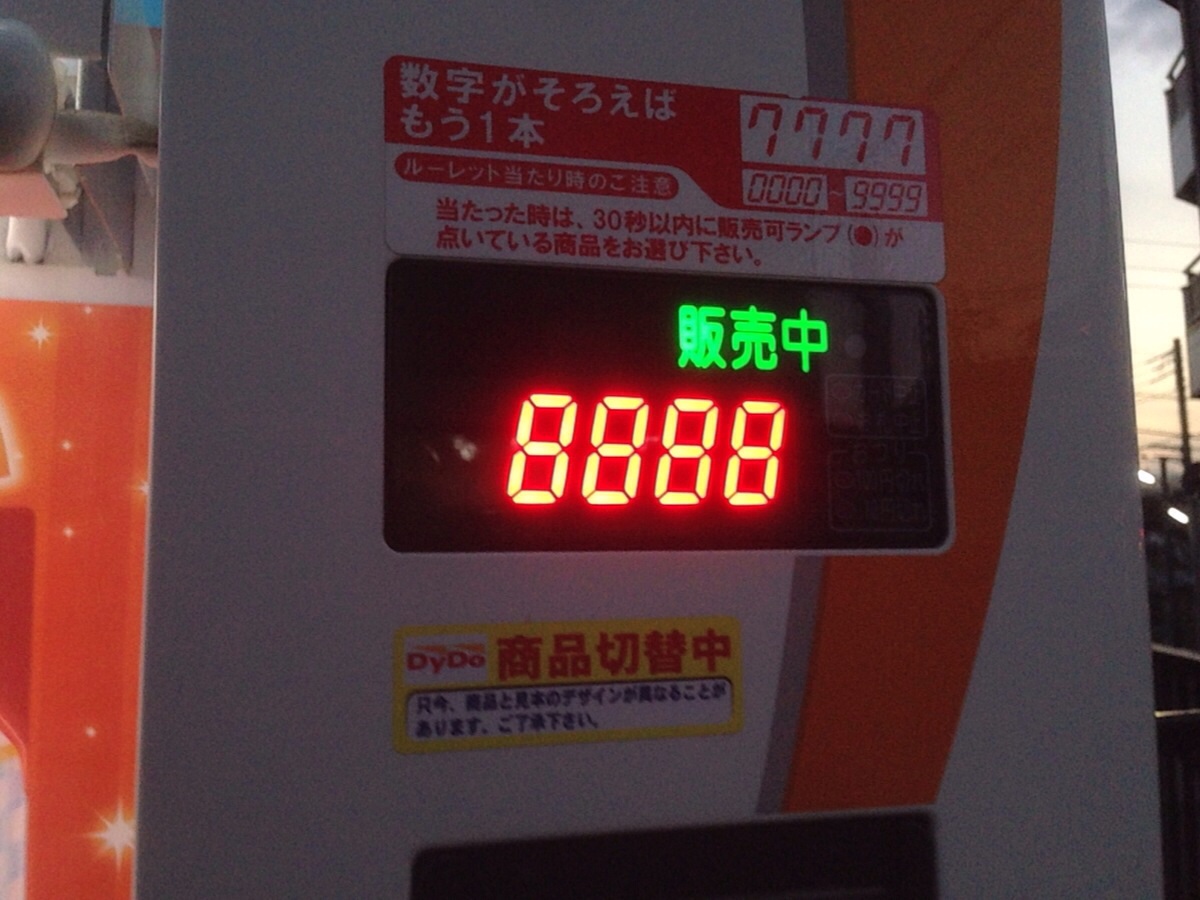 数字がそろえば
もう1本
7777
ルーレット当たり時のご注意
0000~9999
当たった時は、30秒以内に販売可ランプ(●)が
点いている商品をお選び下さい。
販売中
8888
DyDo 商品切替中
只今、商品と見本のデザインが異なることが
あります、ご了承下さい。